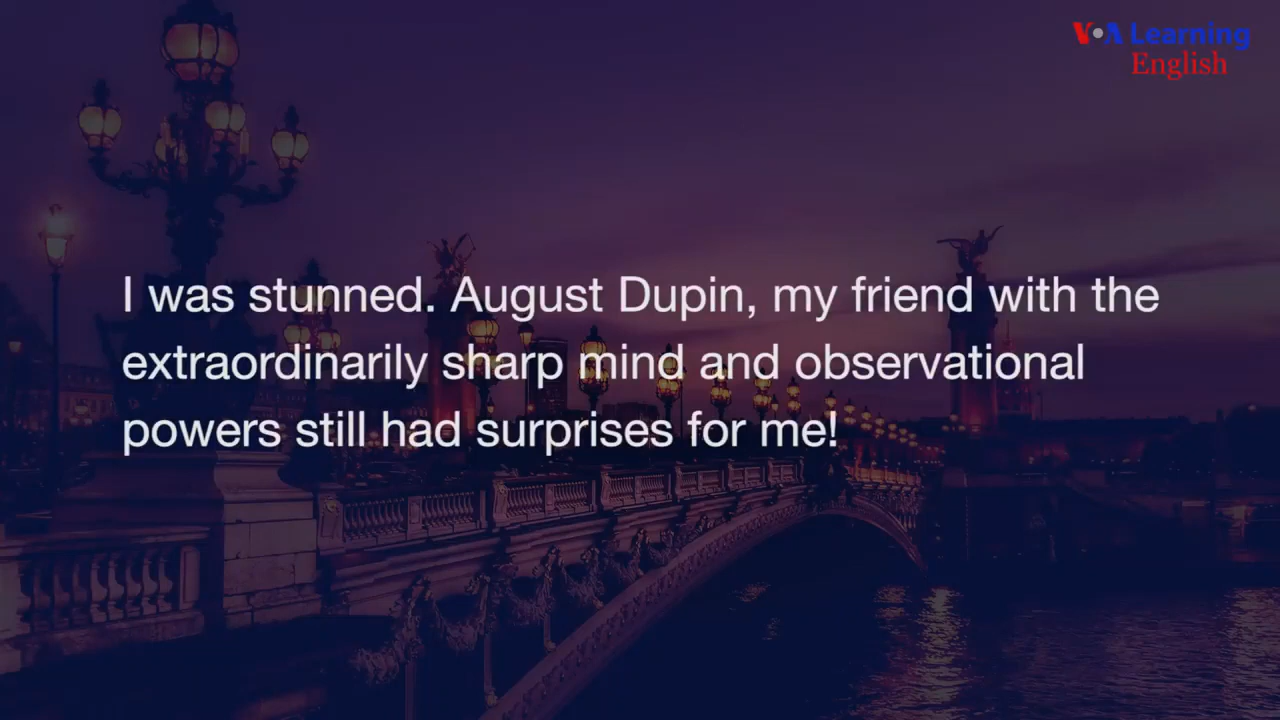 VOA Learning
English
I was stunned. August Dupin, my friend with the
extraordinarily sharp mind and observational
powers still had surprises for me!